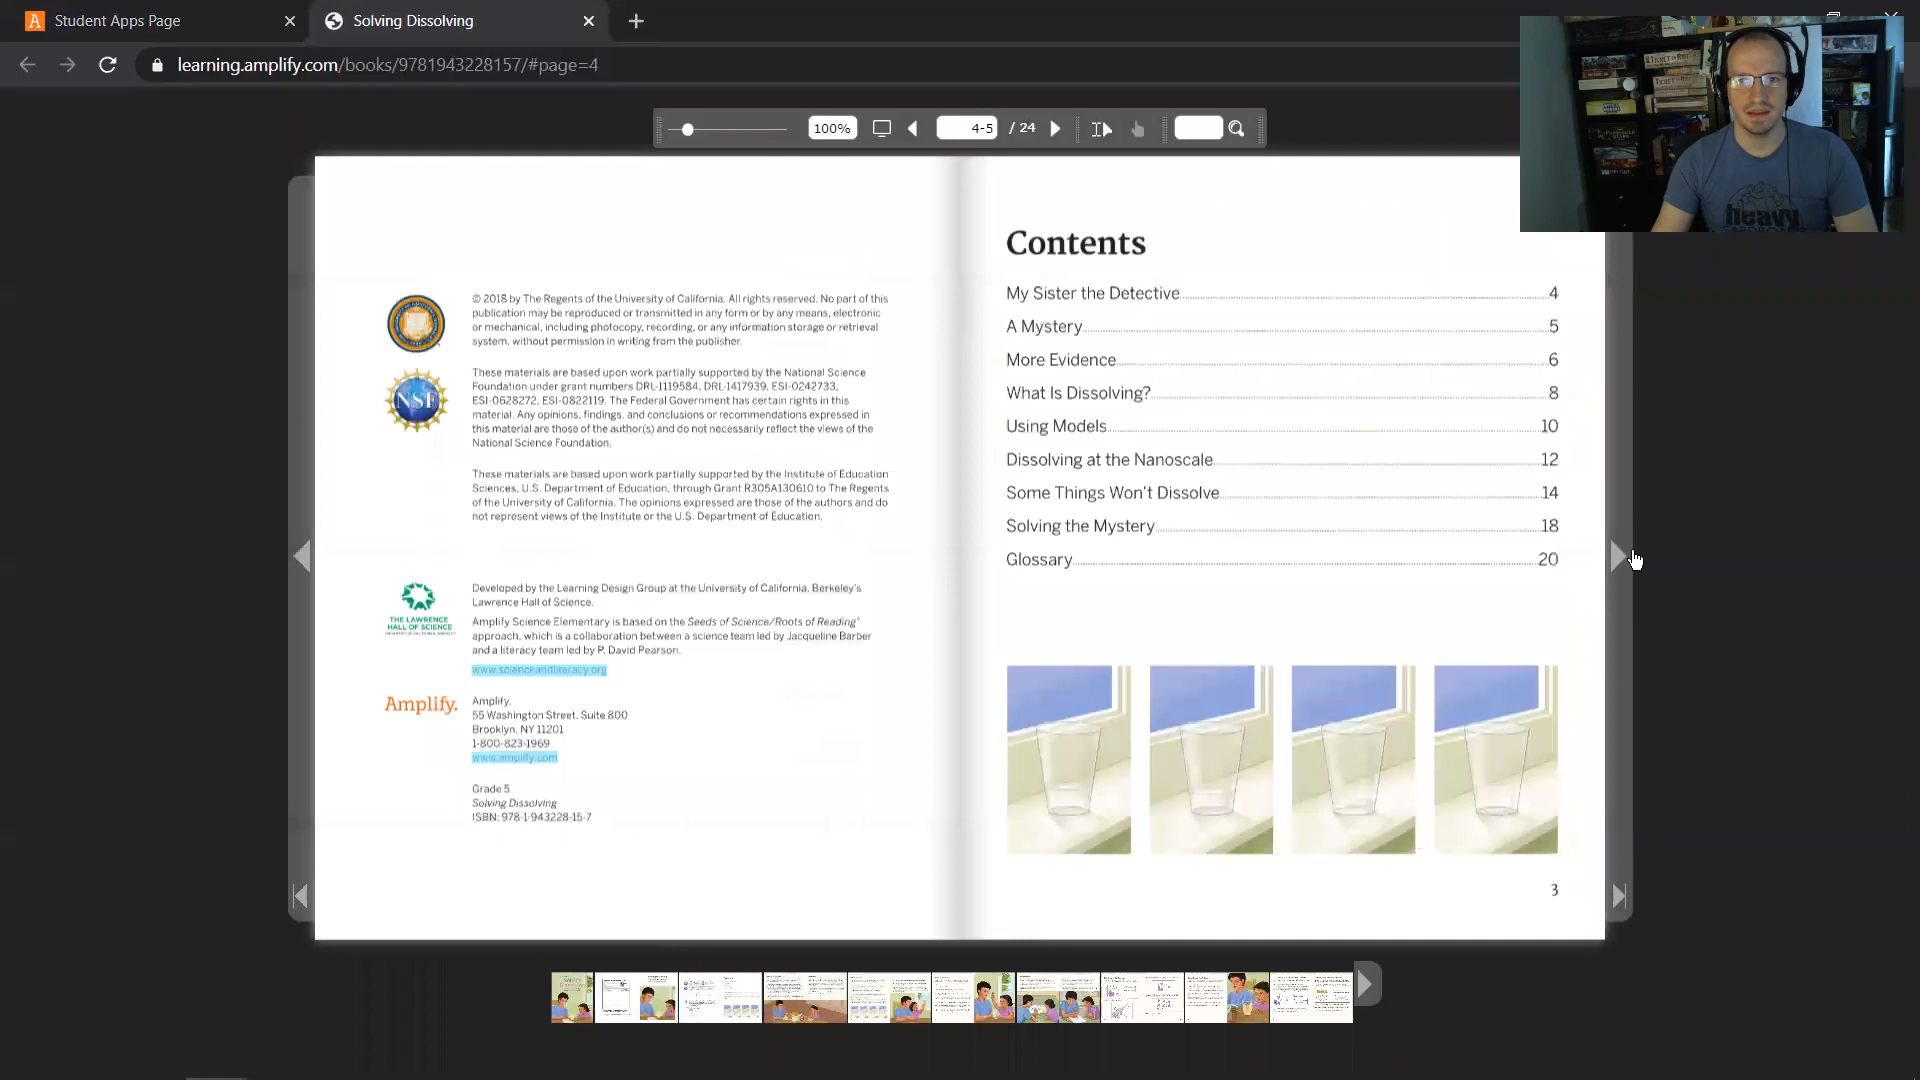 Student Apps Page
Solving Dissolving
learning.amplify.com/books/9781943228157/#page=4
100%
4-5
/ 24
© 2018 by The Regents of the University of California. All rights reserved. No part of this
publication may be reproduced or transmitted in any form or by any means, electronic
or mechanical, including photocopy, recording, or any information storage or retrieval
system, without permission in writing from the publisher.
NSF
These materials are based upon work partially supported by the National Science
Foundation under grant numbers DRL-1119584, DRL-1417939, ESI-0242733,
ESI-0628272, ESI-0822119. The Federal Government has certain rights in this
material. Any opinions, findings, and conclusions or recommendations expressed in
this material are those of the author(s) and do not necessarily reflect the views of the
National Science Foundation.
These materials are based upon work partially supported by the Institute of Education
Sciences, U.S. Department of Education, through Grant R305A130610 to The Regents
of the University of California. The opinions expressed are those of the authors and do
not represent views of the Institute or the U.S. Department of Education.
THE LAWRENCE
HALL OF SCIENCE
Developed by the Learning Design Group at the University of California, Berkeley's
Lawrence Hall of Science.
Amplify Science Elementary is based on the Seeds of Science/Roots of Reading®
approach, which is a collaboration between a science team led by Jacqueline Barber
and a literacy team led by P. David Pearson.
www.scienceandliteracy.org
Amplify.
Amplify.
55 Washington Street, Suite 800
Brooklyn, NY 11201
1-800-823-1969
www.amplify.com
Grade 5
Solving Dissolving
ISBN: 978-1-943228-15-7
Contents
My Sister the Detective 4
A Mystery 5
More Evidence 6
What Is Dissolving? 8
Using Models 10
Dissolving at the Nanoscale 12
Some Things Won't Dissolve 14
Solving the Mystery 18
Glossary 20
3
TICKET TO RIDE
heavy